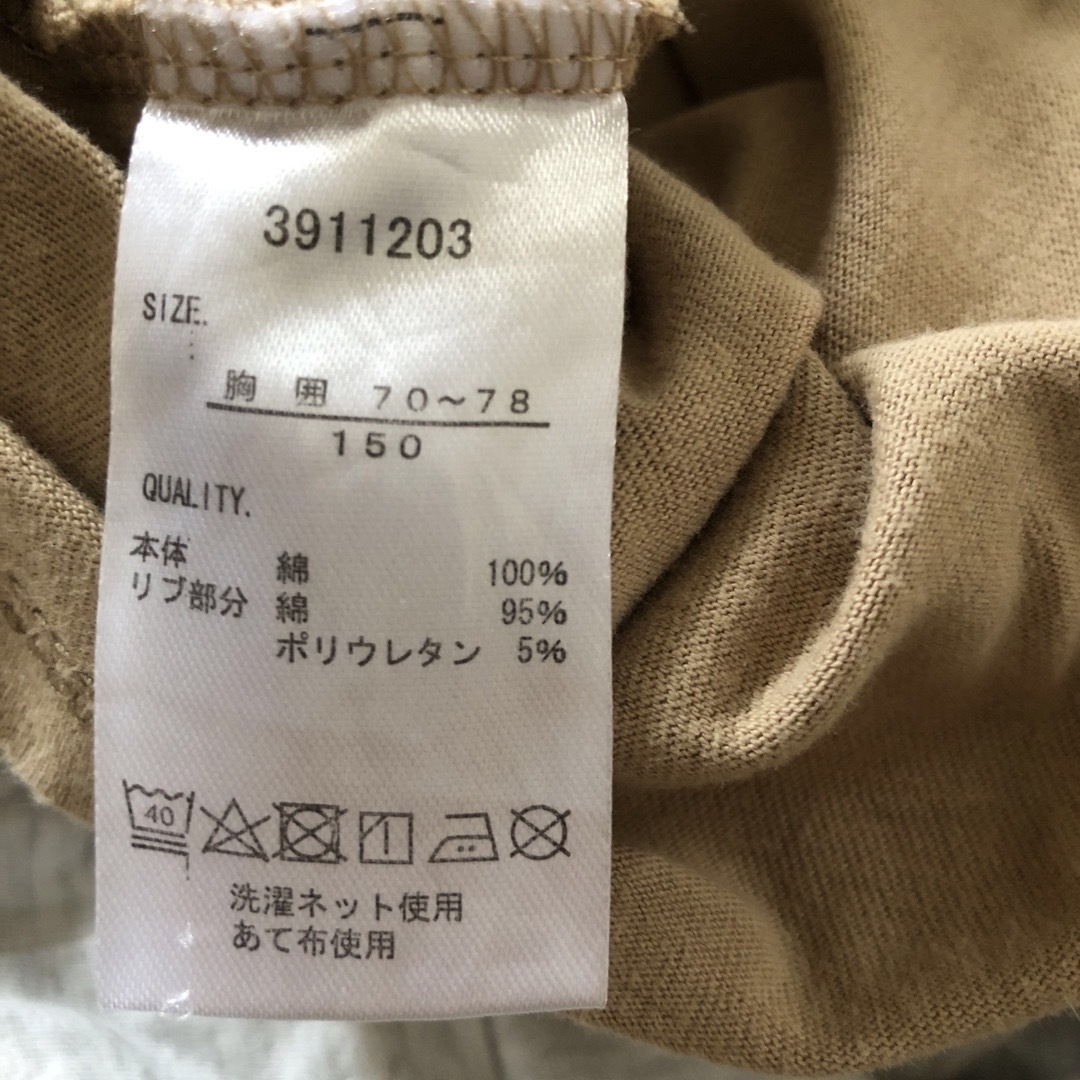 3911203
SIZE.
胸 囲 70～78
150
QUALITY.
本体 綿 100%
リブ部分 綿 95%
ポリウレタン 5%
40
洗濯ネット使用
あて布使用